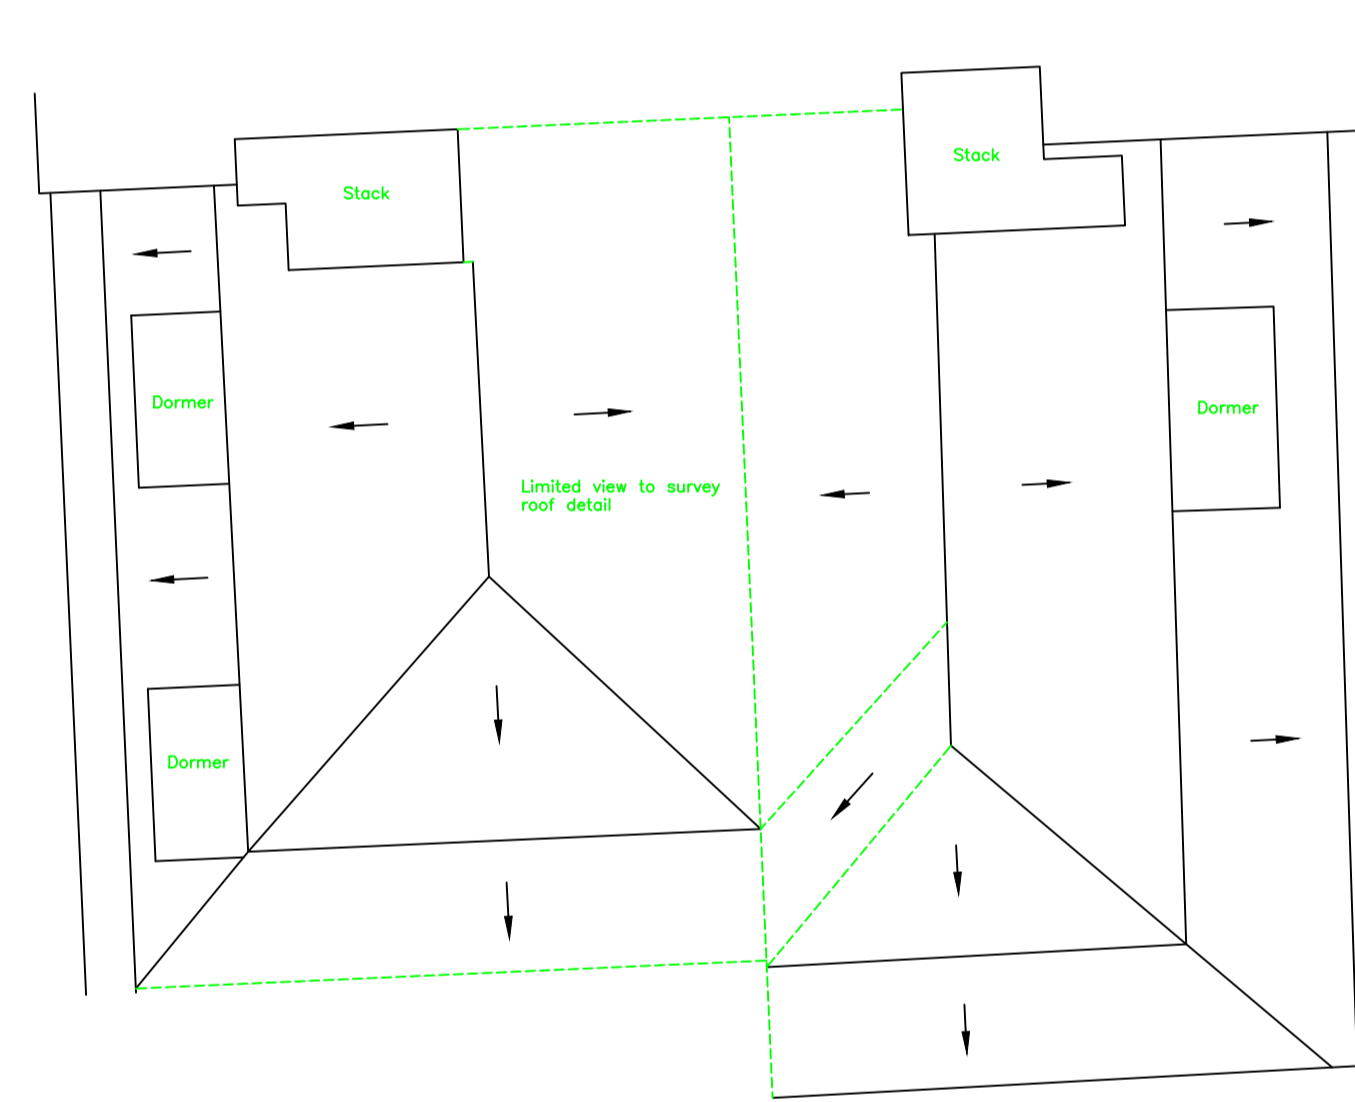 Stack
Stack
Dormer
Dormer
Limited view to survey
roof detail
Dormer